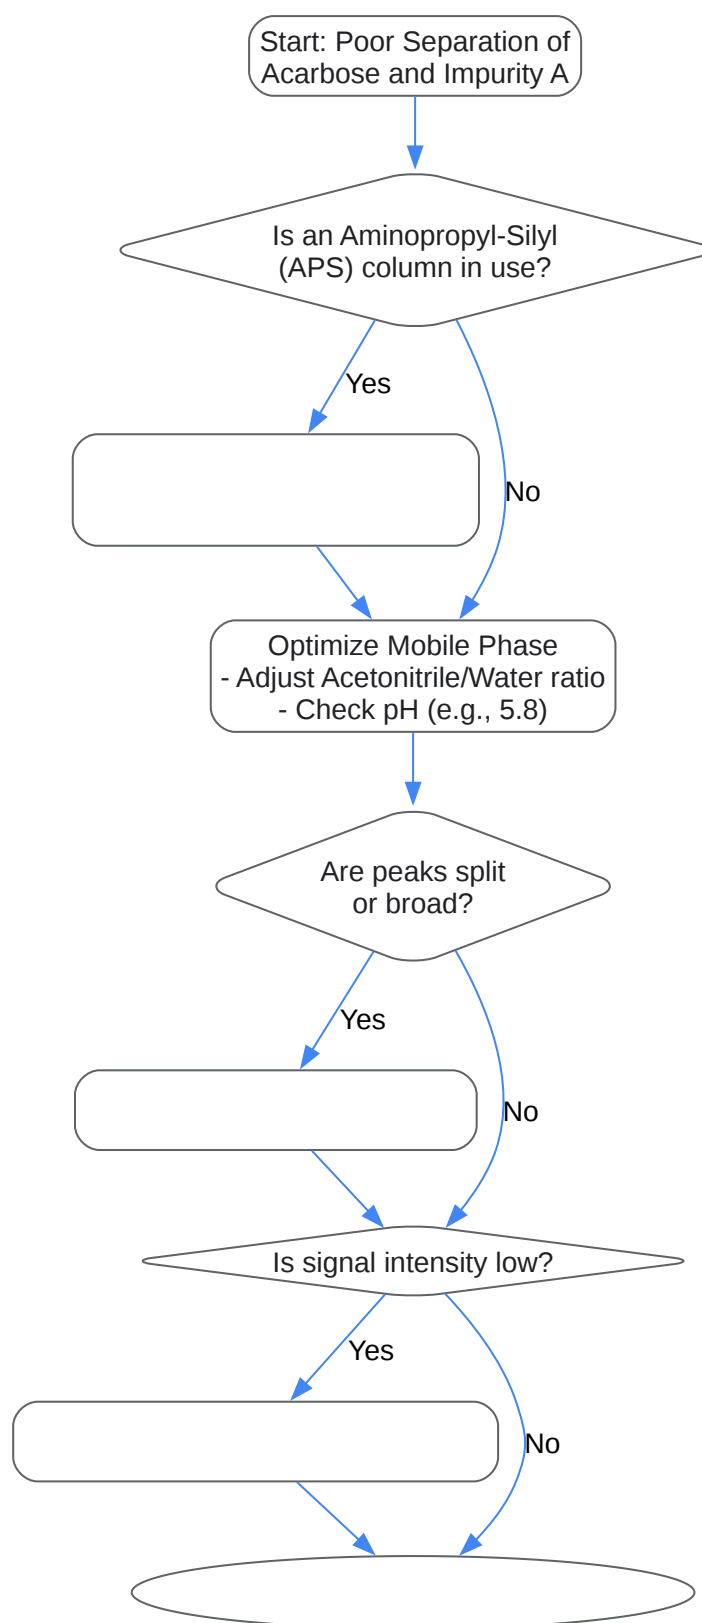 Start: Poor Separation of
Acarbose and Impurity A
Is an Aminopropyl-Silyl
(APS) column in use?
Yes
No
Optimize Mobile Phase
- Adjust Acetonitrile/Water ratio
- Check pH (e.g., 5.8)
Are peaks split
or broad?
Yes
No
Is signal intensity low?
Yes
No